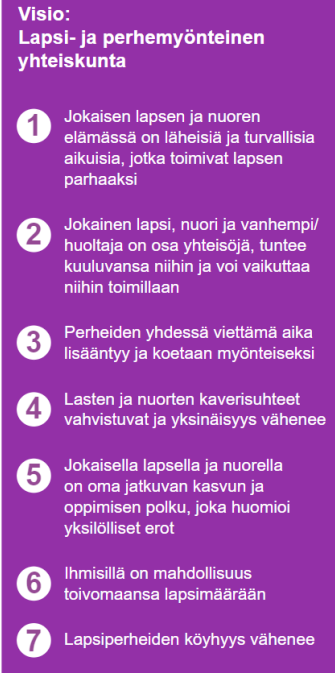 Visio:
Lapsi- ja perhemyönteinen
yhteiskunta
1 Jokaisen lapsen ja nuoren
elämässä on läheisiä ja turvallisia
aikuisia, jotka toimivat lapsen
parhaaksi
2 Jokainen lapsi, nuori ja vanhempi/
huoltaja on osa yhteisöjä, tuntee
kuuluvansa niihin ja voi vaikuttaa
niihin toimillaan
3 Perheiden yhdessä viettämä aika
lisääntyy ja koetaan myönteiseksi
4 Lasten ja nuorten kaverisuhteet
vahvistuvat ja yksinäisyys vähenee
5 Jokaisella lapsella ja nuorella
on oma jatkuvan kasvun ja
oppimisen polku, joka huomioi
yksilölliset erot
6 Ihmisillä on mahdollisuus
toivomaansa lapsimäärään
7 Lapsiperheiden köyhyys vähenee